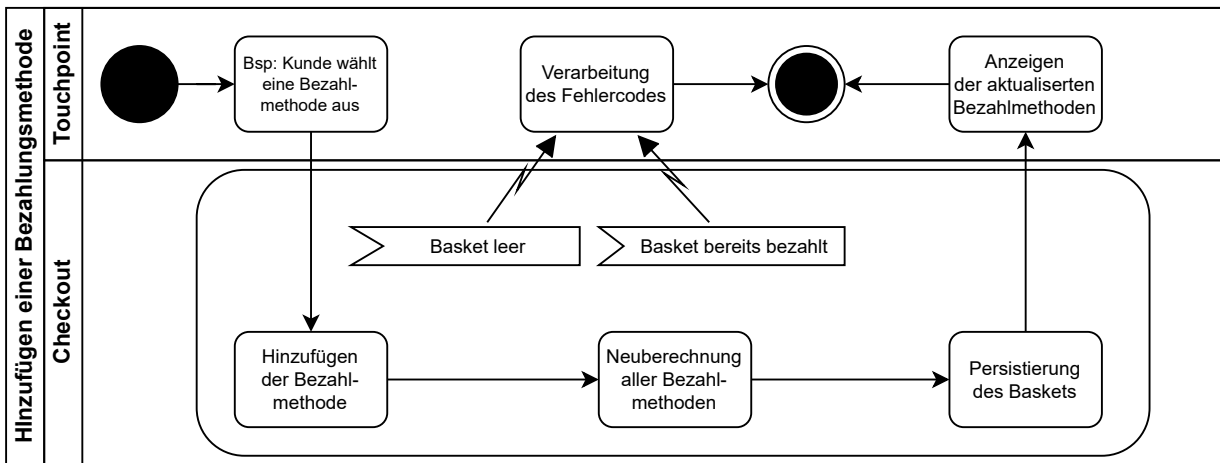 HInzufügen einer Bezahlungsmethode
Touchpoint
Bsp: Kunde wählt
eine Bezahl-
methode aus
Verarbeitung
des Fehlercodes
Anzeigen
der aktualiserten
Bezahlmethoden
Checkout
Basket leer
Basket bereits bezahlt
Hinzufügen
der Bezahl-
methode
Neuberechnung
aller Bezahl-
methoden
Persistierung
des Baskets